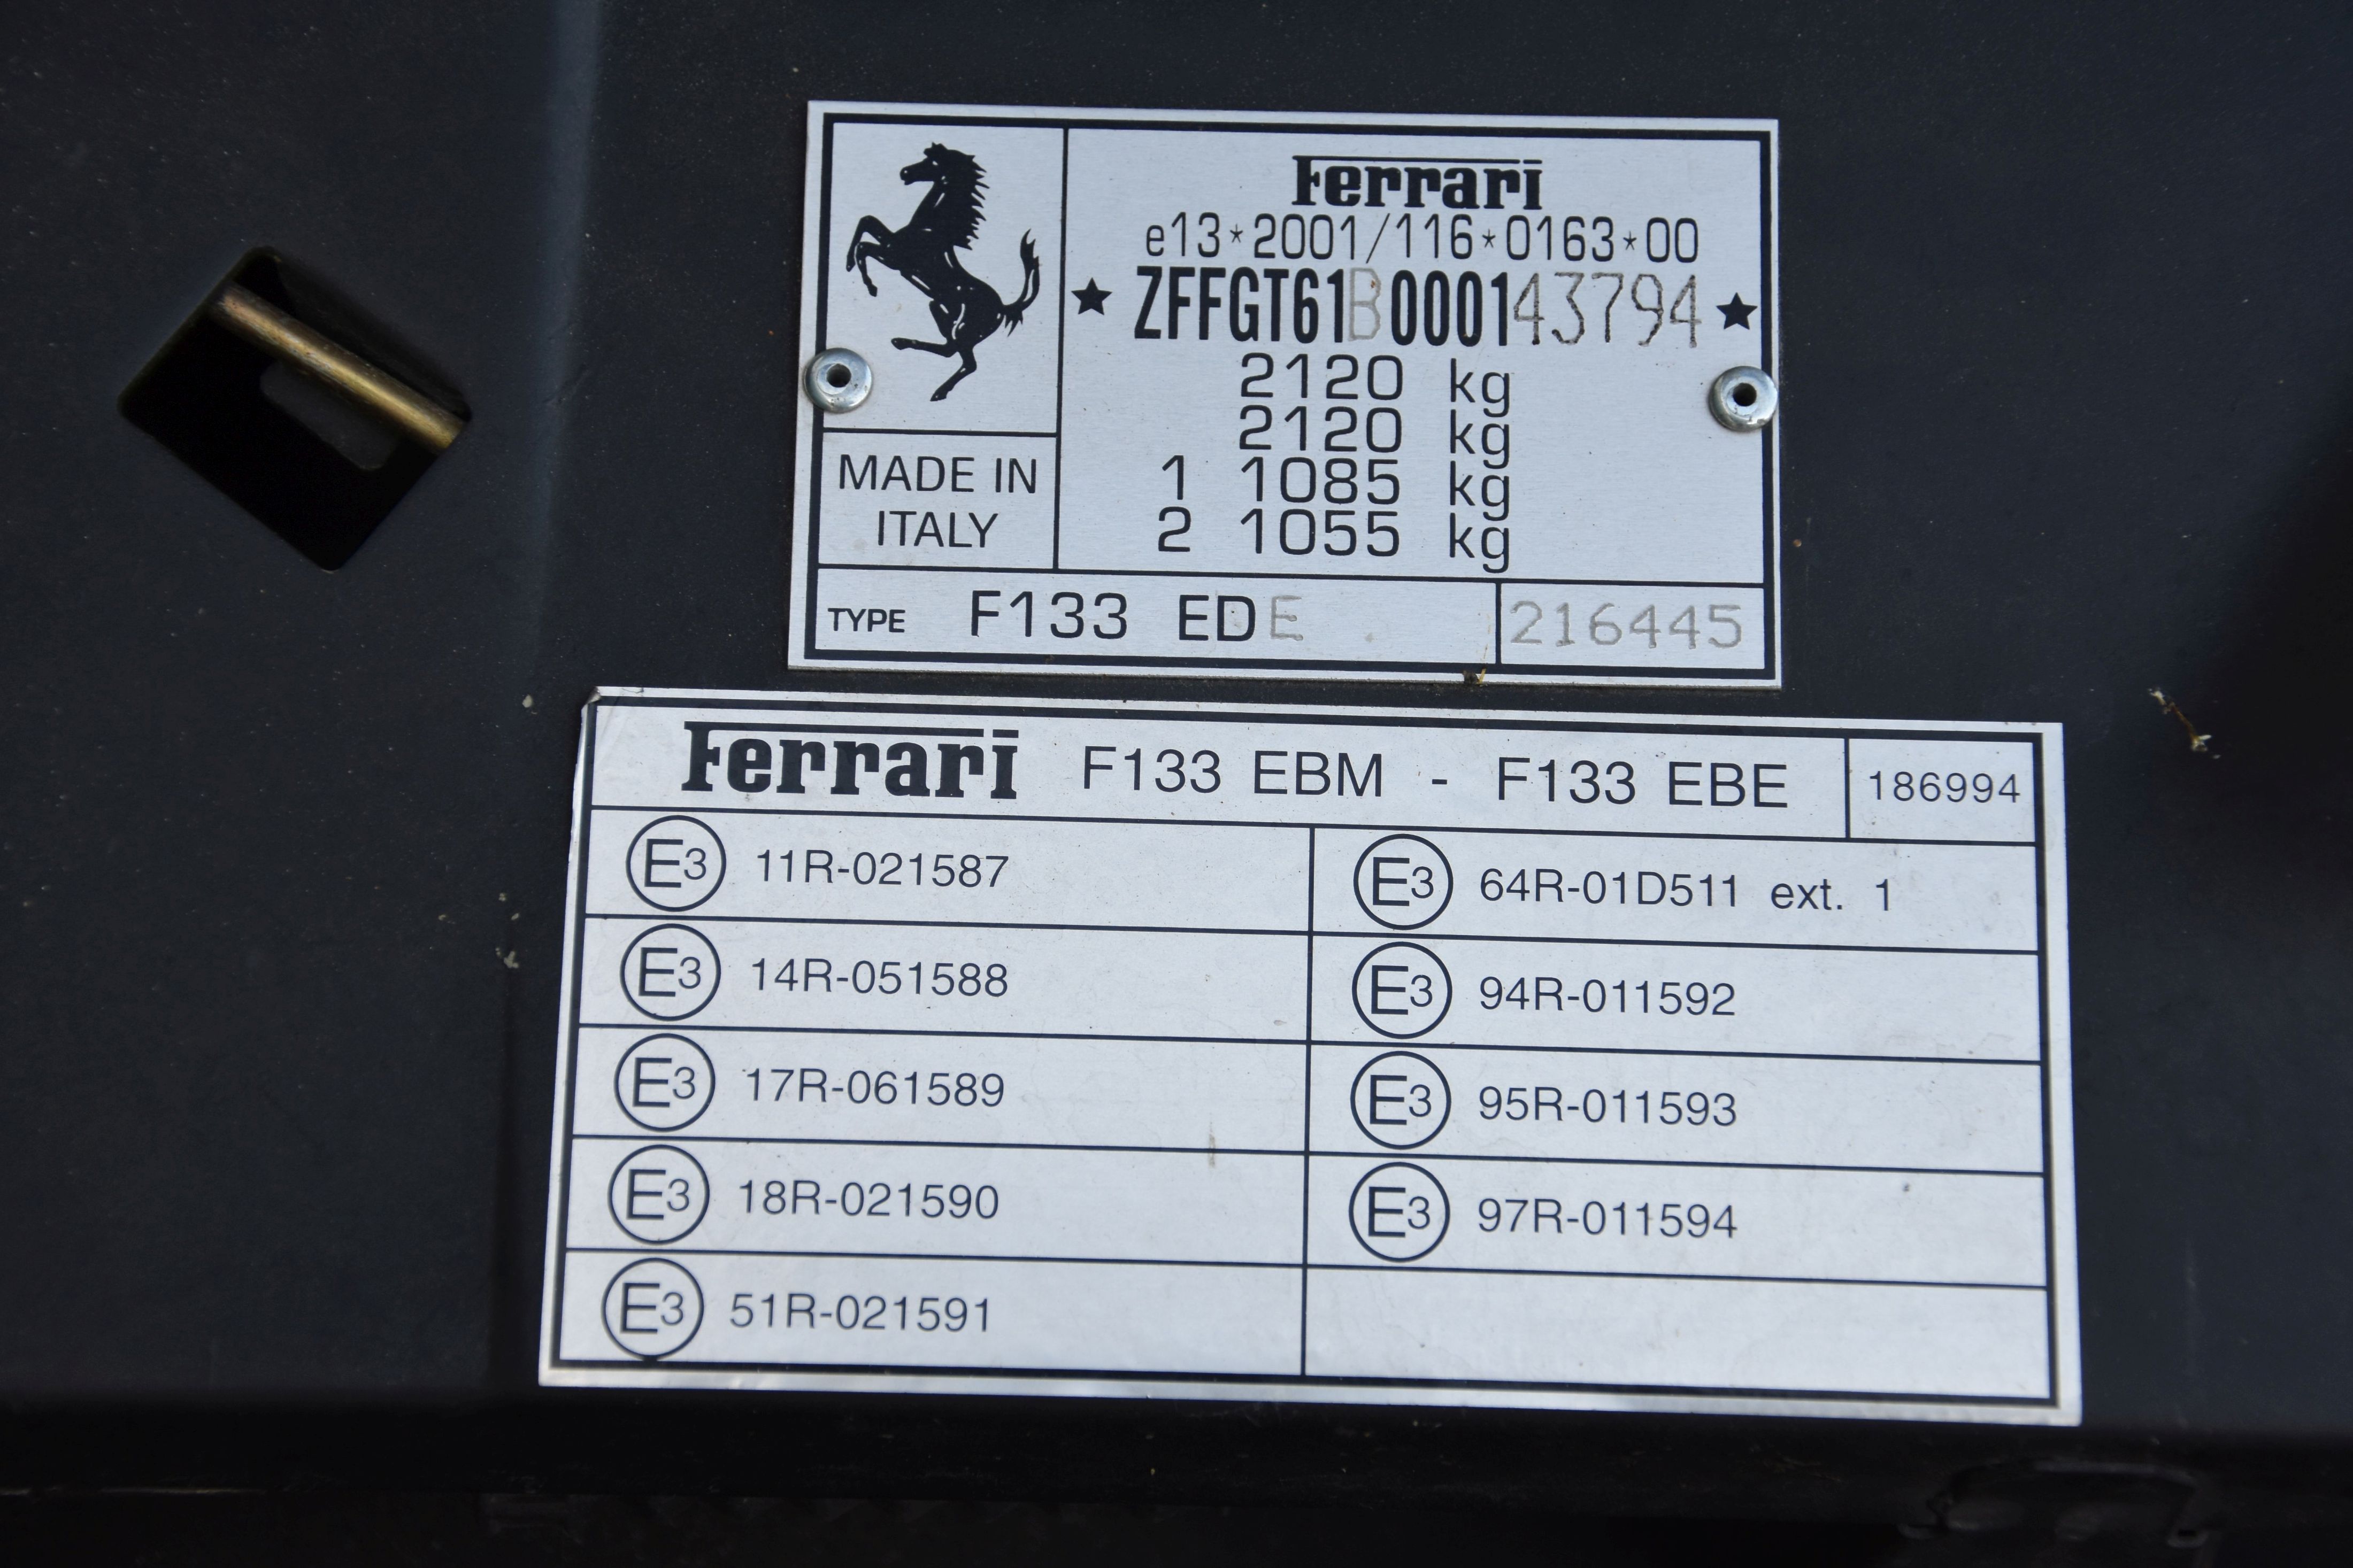 Ferrari
e13*2001/116*0163*00
★ ZFFGT61B000143794 ★
2120 kg
2120 kg
1 1085 kg
2 1055 kg
MADE IN
ITALY
TYPE F133 EDE 216445
Ferrari F133 EBM - F133 EBE 186994
E3 11R-021587
E3 14R-051588
E3 17R-061589
E3 18R-021590
E3 51R-021591
E3 64R-01D511 ext. 1
E3 94R-011592
E3 95R-011593
E3 97R-011594